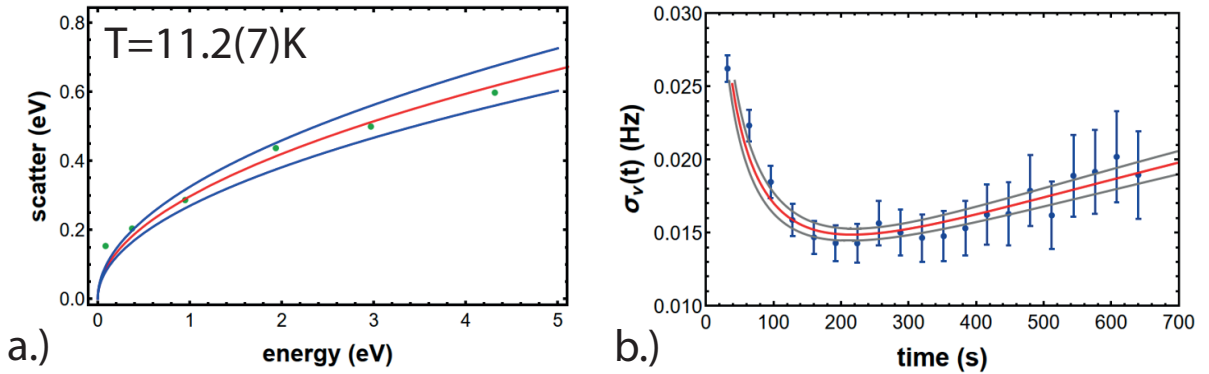 T=11.2(7)K
scatter (eV)
0.8
0.6
0.4
0.2
0.0
0 1 2 3 4 5
energy (eV)
a.)
σᵥ(t) (Hz)
0.030
0.025
0.020
0.015
0.010
0 100 200 300 400 500 600 700
time (s)
b.)